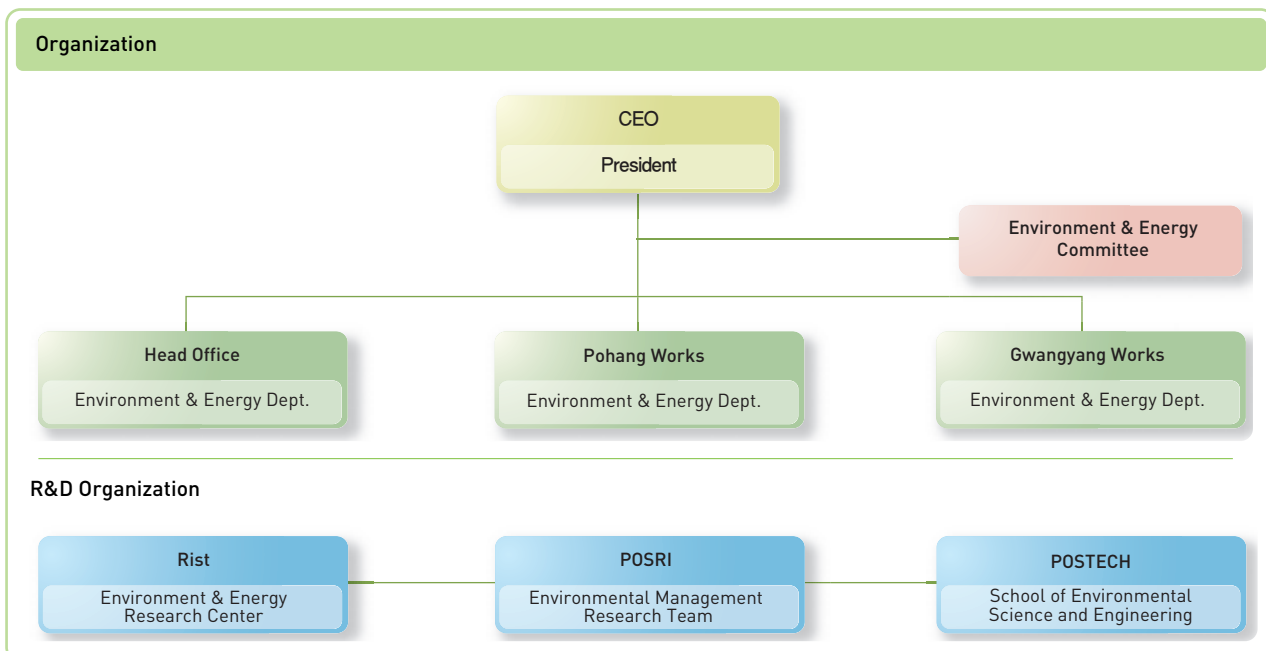 Organization
CEO
President
Environment & Energy
Committee
Head Office
Environment & Energy Dept.
Pohang Works
Environment & Energy Dept.
Gwangyang Works
Environment & Energy Dept.
R&D Organization
Rist
Environment & Energy
Research Center
POSRI
Environmental Management
Research Team
POSTECH
School of Environmental
Science and Engineering